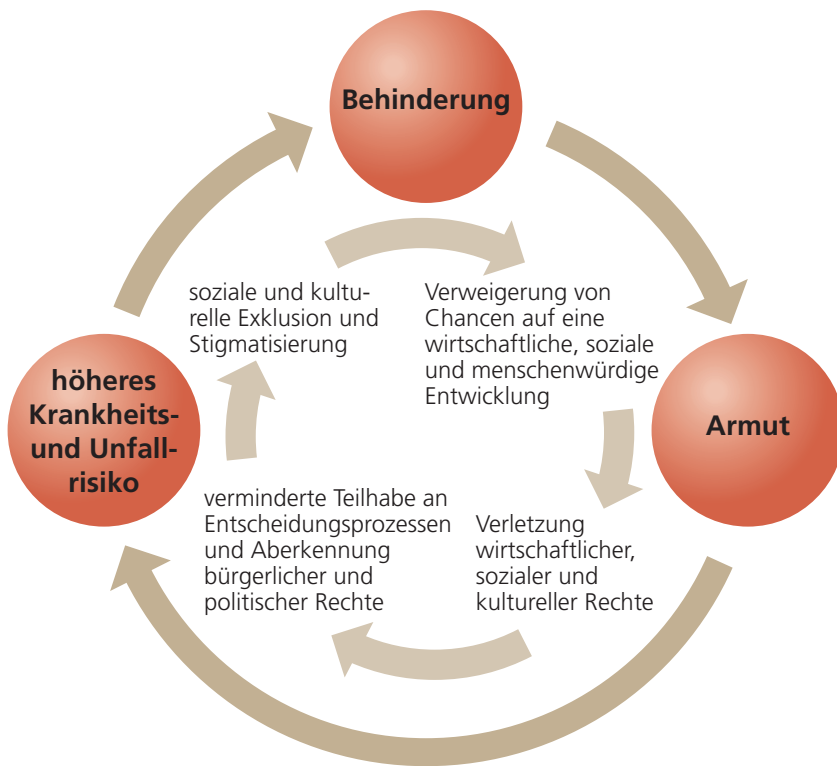 Behinderung
soziale und kultu-
relle Exklusion und
Stigmatisierung
Verweigerung von
Chancen auf eine
wirtschaftliche, soziale
und menschenwürdige
Entwicklung
höheres
Krankheits-
und Unfall-
risiko
Armut
verminderte Teilhabe an
Entscheidungsprozessen
und Aberkennung
bürgerlicher und
politischer Rechte
Verletzung
wirtschaftlicher,
sozialer und
kultureller Rechte